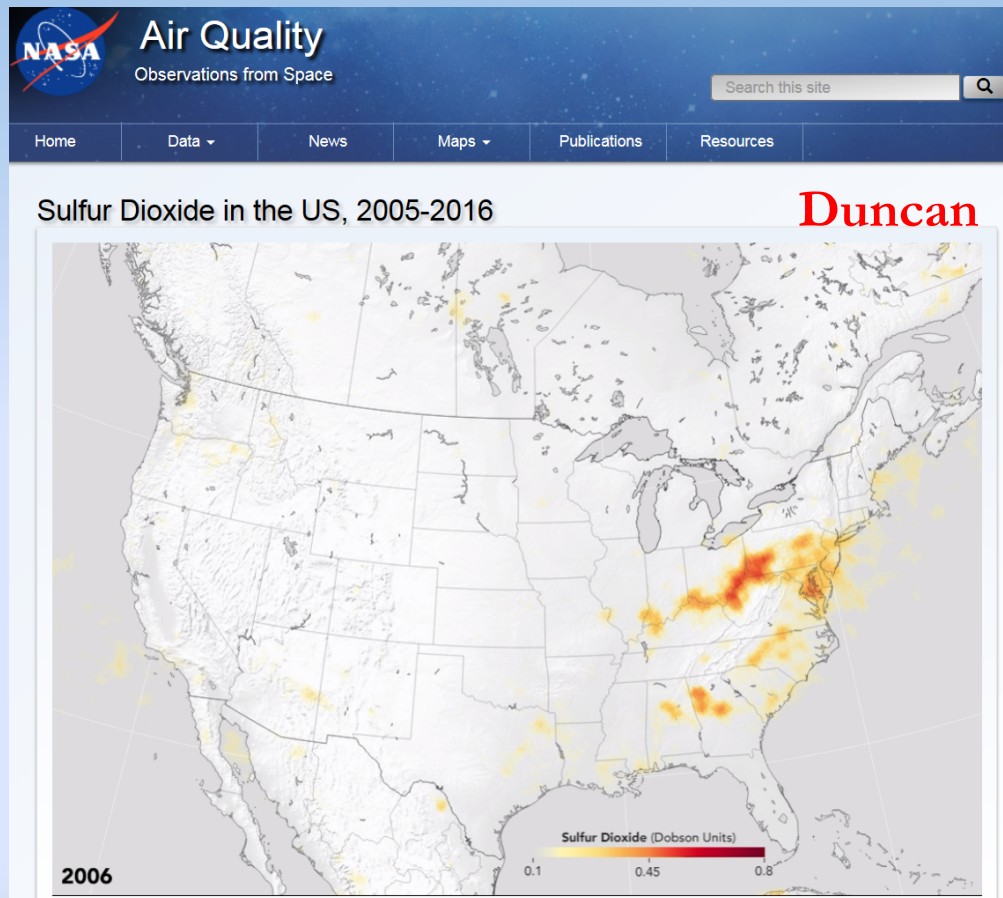 NASA
Air Quality
Observations from Space
Search this site
Home Data News Maps Publications Resources
Sulfur Dioxide in the US, 2005-2016
Duncan
Sulfur Dioxide (Dobson Units)
0.1 0.45 0.8
2006